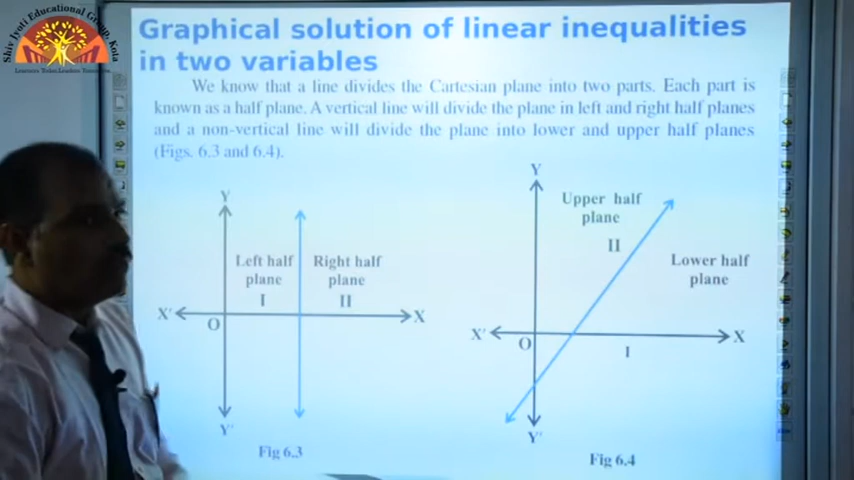 Shiv Jyoti Educational Group, Kota
Graphical solution of linear inequalities
in two variables
We know that a line divides the Cartesian plane into two parts. Each part is
known as a half plane. A vertical line will divide the plane in left and right half planes
and a non-vertical line will divide the plane into lower and upper half planes
(Figs. 6.3 and 6.4).
Y
Left half
plane
I
Right half
plane
II
X'
O
X
Y'
Fig 6.3
Y
Upper half
plane
II
Lower half
plane
X'
O
X
I
Y'
Fig 6.4